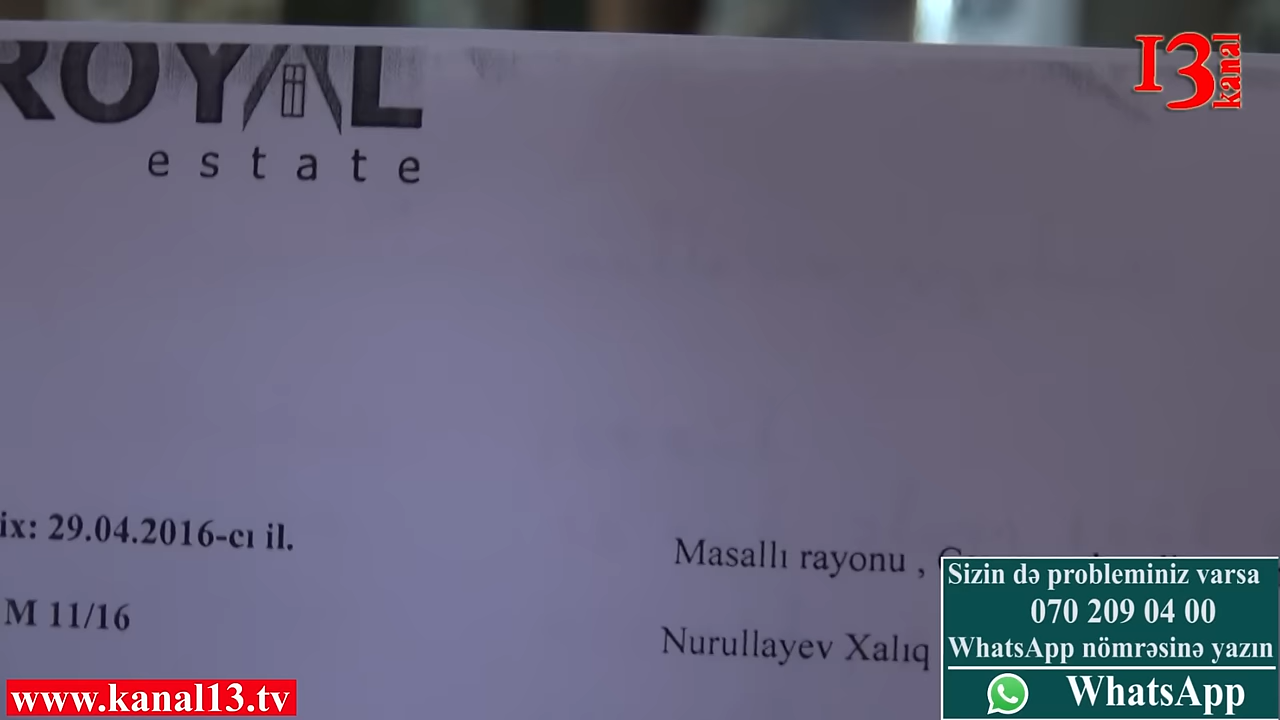 ROYAL
estate
13 kanal
ix: 29.04.2016-cı il.
M 11/16
Masallı rayonu ,
Nurullayev Xalıq
Sizin də probleminiz varsa
070 209 04 00
WhatsApp nömrəsinə yazın
WhatsApp
www.kanal13.tv